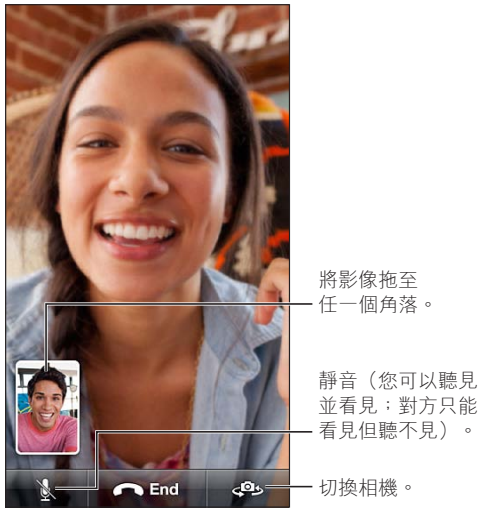 將影像拖至
任一個角落。
靜音（您可以聽見
並看見；對方只能
看見但聽不見）。
End
切換相機。